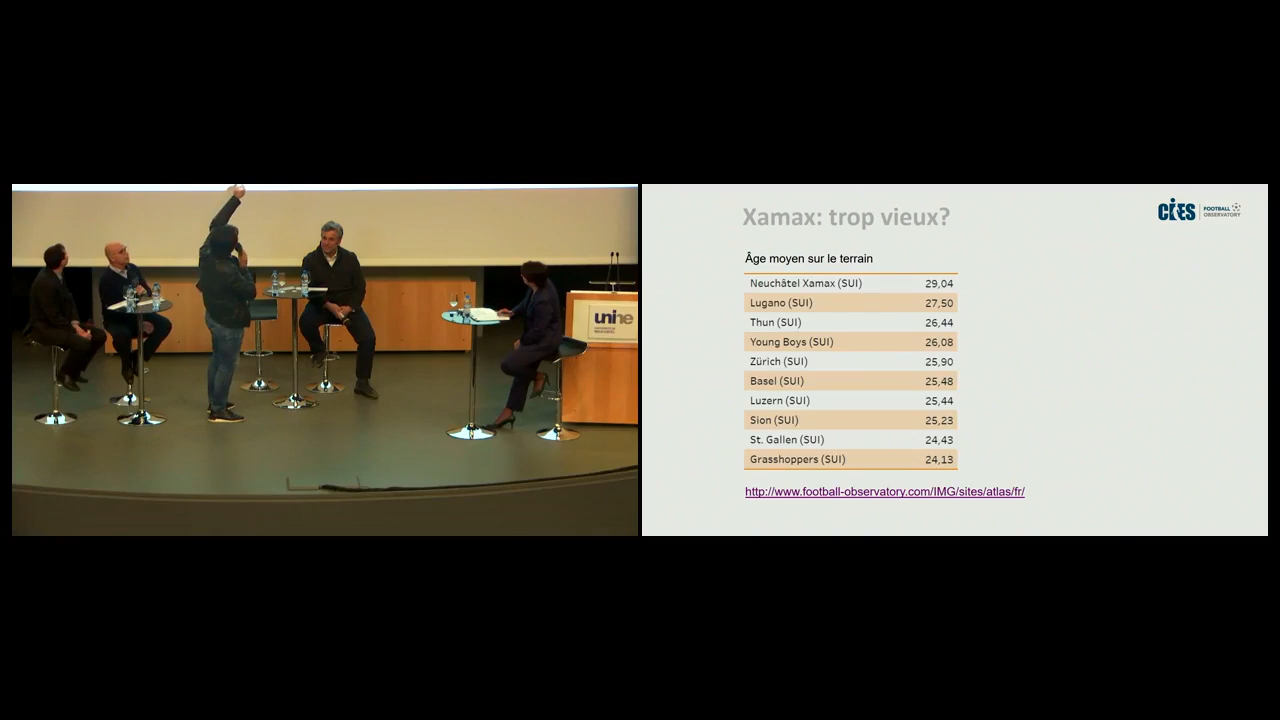 unine
Xamax: trop vieux?
CIES FOOTBALL OBSERVATORY
Âge moyen sur le terrain
Neuchâtel Xamax (SUI) 29,04
Lugano (SUI) 27,50
Thun (SUI) 26,44
Young Boys (SUI) 26,08
Zürich (SUI) 25,90
Basel (SUI) 25,48
Luzern (SUI) 25,44
Sion (SUI) 25,23
St. Gallen (SUI) 24,43
Grasshoppers (SUI) 24,13
http://www.football-observatory.com/IMG/sites/atlas/fr/